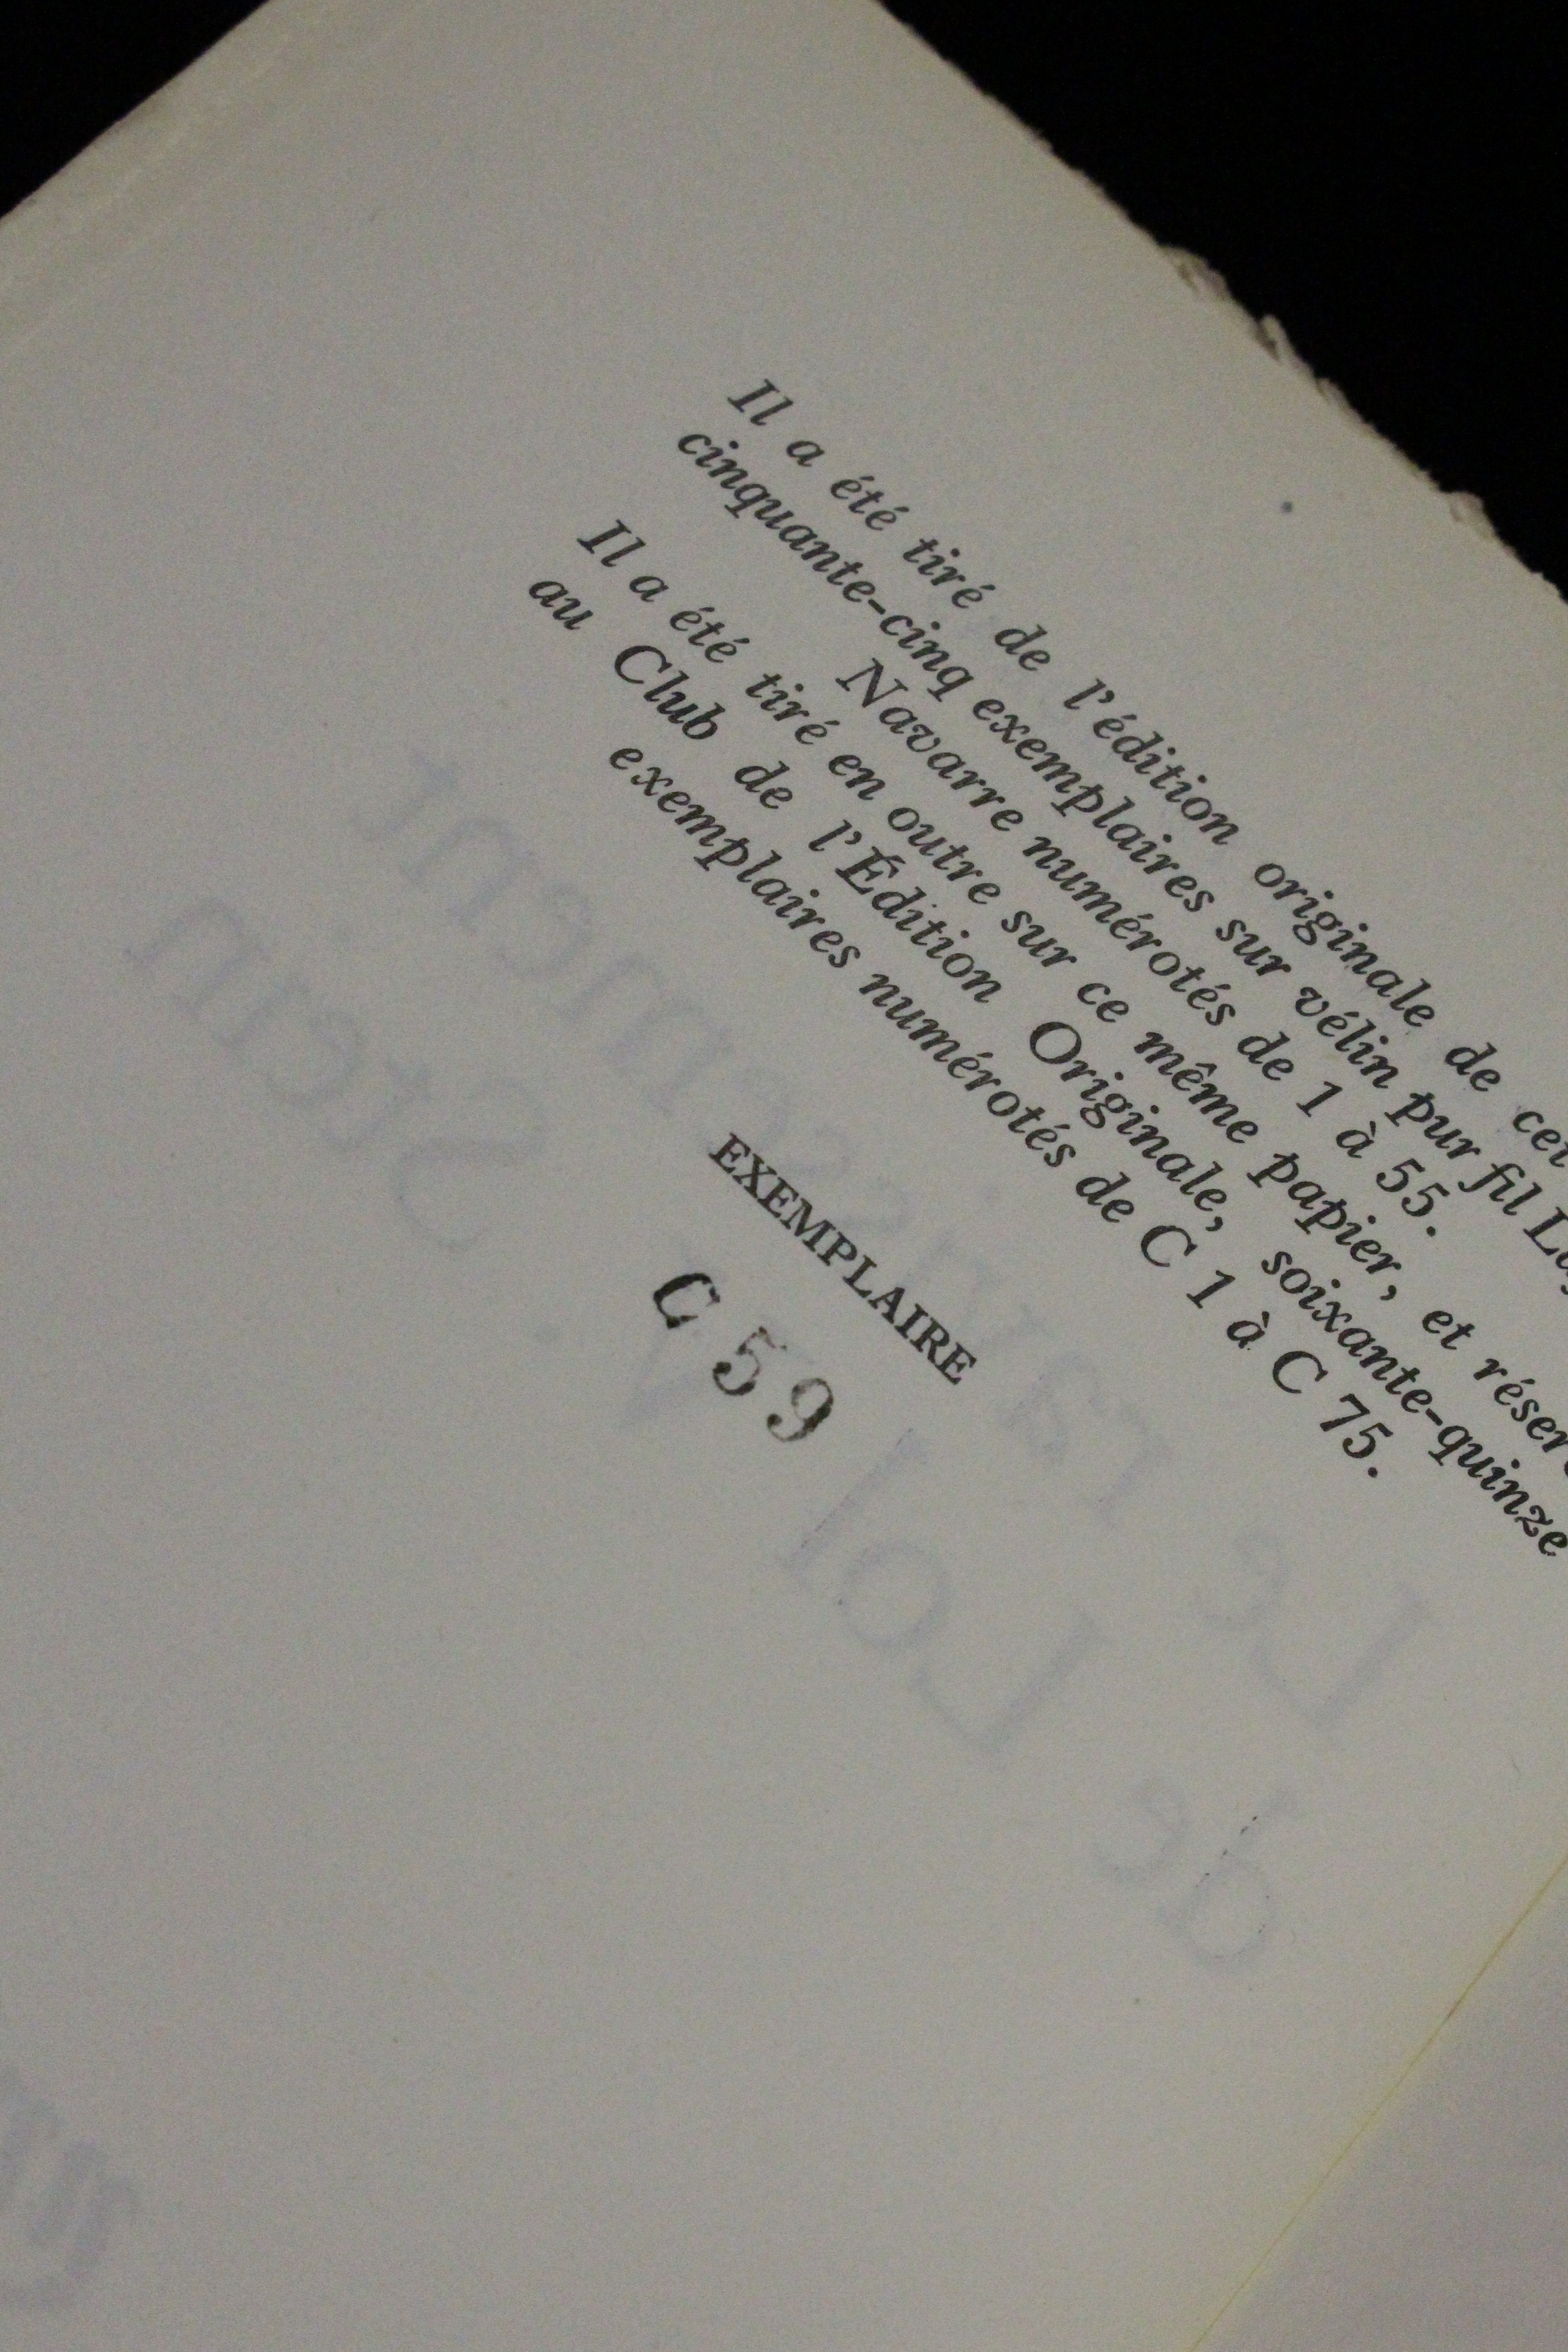 Il a été tiré de l'édition originale de cet
cinquante-cinq exemplaires sur vélin pur fil
Navarre numérotés de 1 à 55.
Il a été tiré en outre sur ce même papier, et
au Club de l'Édition Originale, soixante-quinze
exemplaires numérotés de C 1 à C 75.
EXEMPLAIRE
C 59